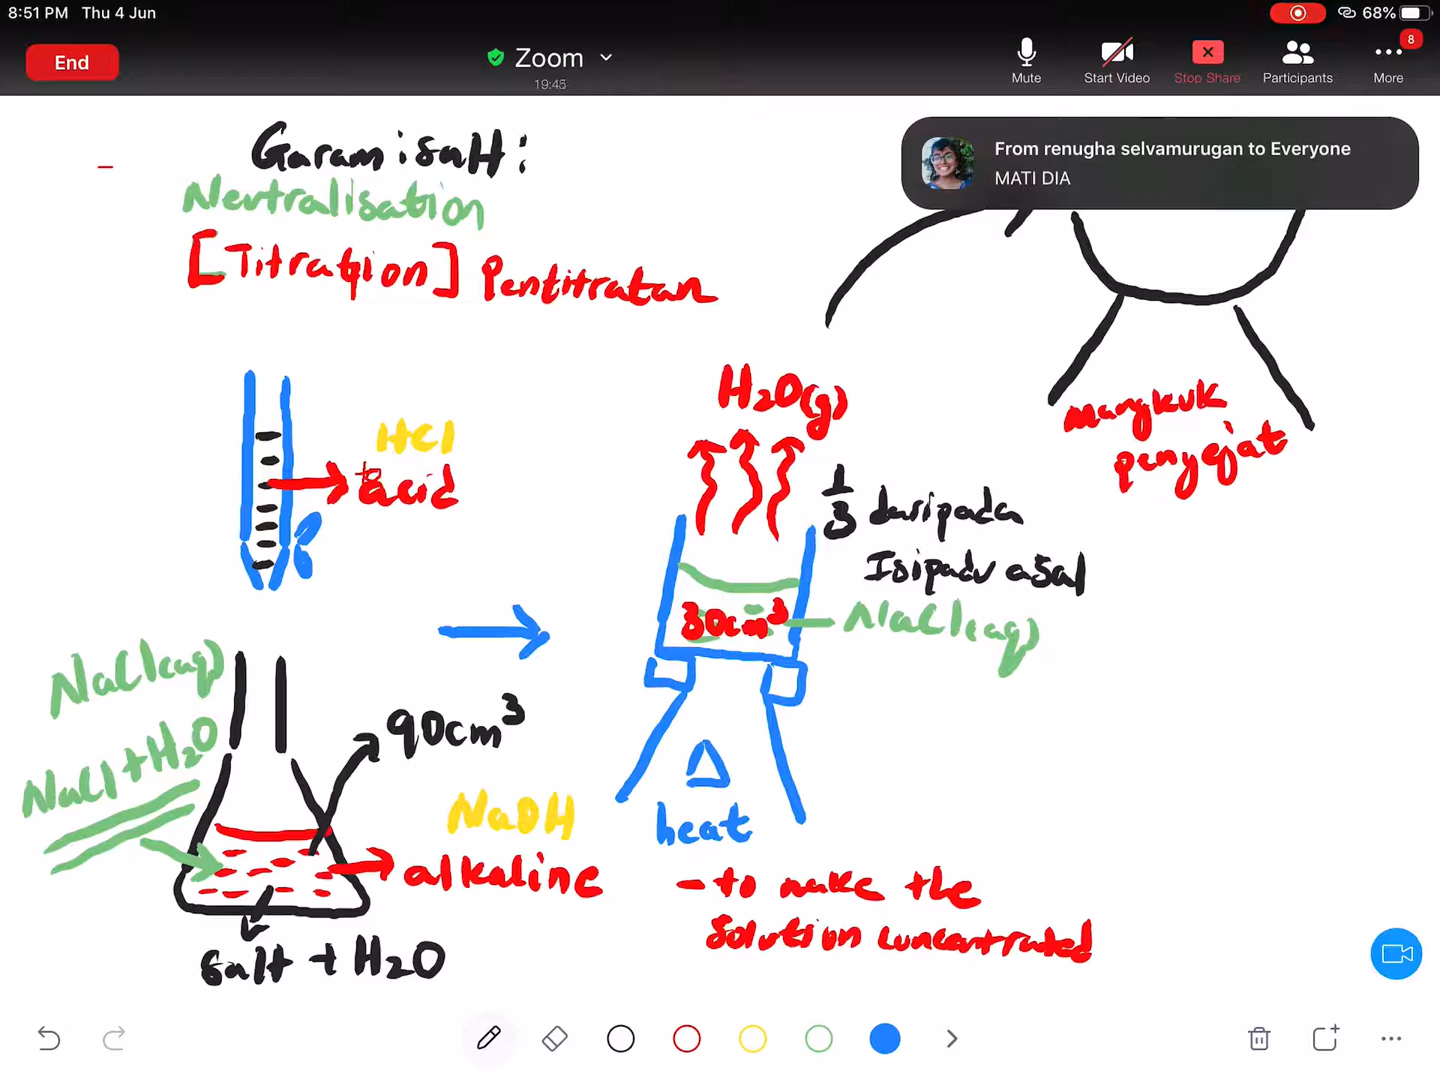 8:51 PM Thu 4 Jun
68%
End
Zoom
19:45
Mute
Start Video
Stop Share
Participants
More
8
From renugha selvamurugan to Everyone
MATI DIA
Garam : salt :
Neutralisation
[Titration] Pentitratan
HCl
acid
H₂O(g)
mangkuk
penyejat
1/3 daripada
Isipadu asal
30cm³
NaCl(aq)
NaCl(aq)
NaCl + H₂O
90cm³
NaOH
alkaline
salt + H₂O
heat
- to make the
solution concentrated